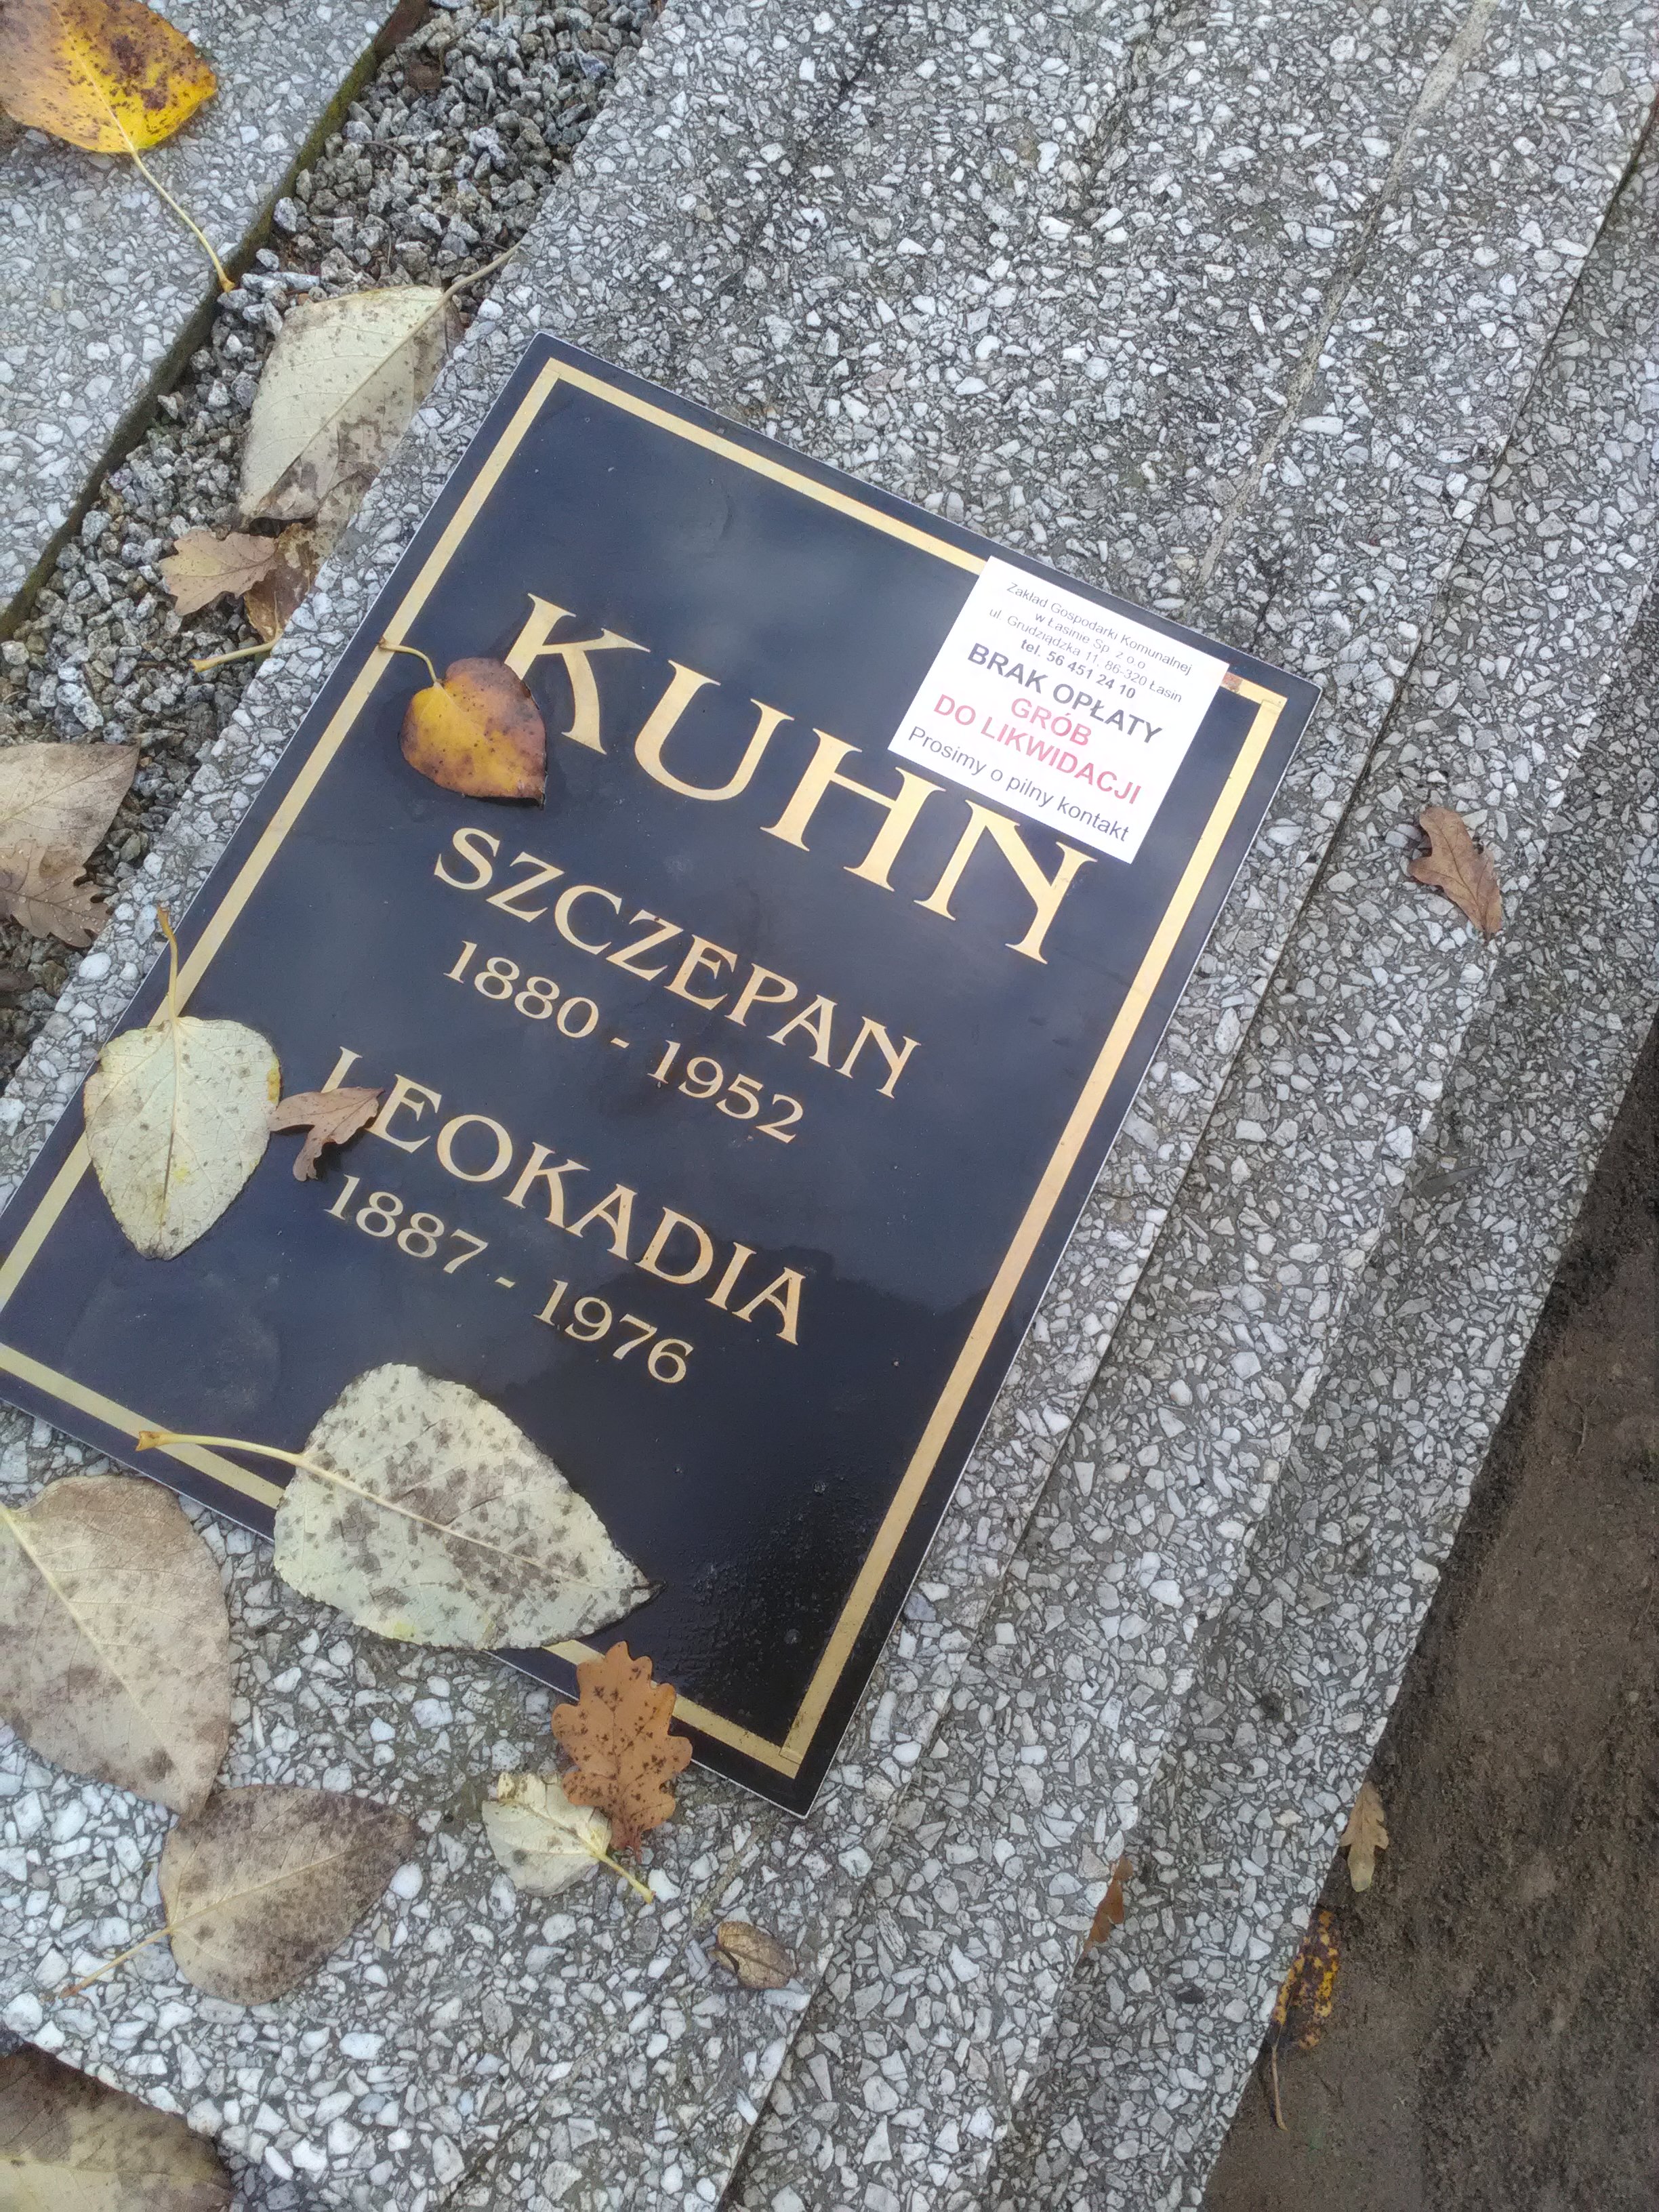 Zakład Gospodarki Komunalnej
w Łasinie Sp. z o.o
ul. Grudziądzka 11, 86-320 Łasin
tel. 56 451 24 10
BRAK OPŁATY
GRÓB
DO LIKWIDACJI
Prosimy o pilny kontakt
KUHN
SZCZEPAN
1880 - 1952
LEOKADIA
1887 - 1976